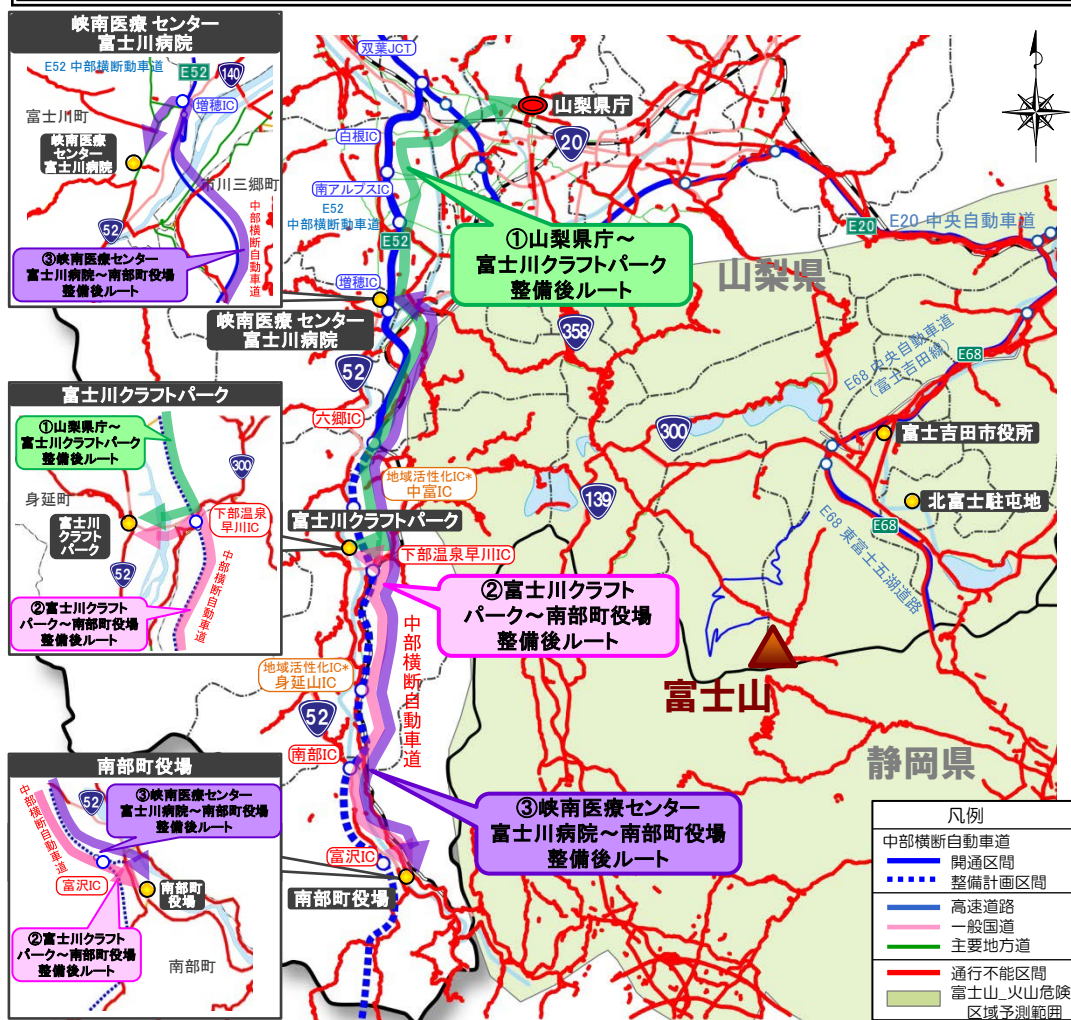 峡南医療センター
富士川病院
E52 中部横断動車道
E52
140
増穂IC
富士川町
峡南医療
センター
富士川病院
市川三郷町
52
中部横断自動車道
③峡南医療センター
富士川病院～南部町役場
整備後ルート
富士川クラフトパーク
①山梨県庁～
富士川クラフトパーク
整備後ルート
300
身延町
下部温泉
早川IC
富士川
クラフト
パーク
52
中部横断自動車道
②富士川クラフト
パーク～南部町役場
整備後ルート
南部町役場
52
③峡南医療センター
富士川病院～南部町役場
整備後ルート
中部横断自動車道
富沢IC
南部町
役場
②富士川クラフト
パーク～南部町役場
整備後ルート
南部町
双葉JCT
山梨県庁
20
白根IC
南アルプスIC
E52
中部横断動車道
E52
①山梨県庁～
富士川クラフトパーク
整備後ルート
E20
E20 中央自動車道
山梨県
増穂IC
峡南医療センター
富士川病院
358
52
E68 中央自動車道
(富士吉田線)
E68
六郷IC
300
富士吉田市役所
地域活性化IC*
中富IC
139
北富士駐屯地
富士川クラフトパーク
下部温泉早川IC
E68
E68 東富士五湖道路
②富士川クラフト
パーク～南部町役場
整備後ルート
中部横断自動車道
地域活性化IC*
身延山IC
富士山
52
南部IC
静岡県
③峡南医療センター
富士川病院～南部町役場
整備後ルート
富沢IC
南部町役場
凡例
中部横断自動車道
開通区間
整備計画区間
高速道路
一般国道
主要地方道
通行不能区間
富士山_火山危険
区域予測範囲